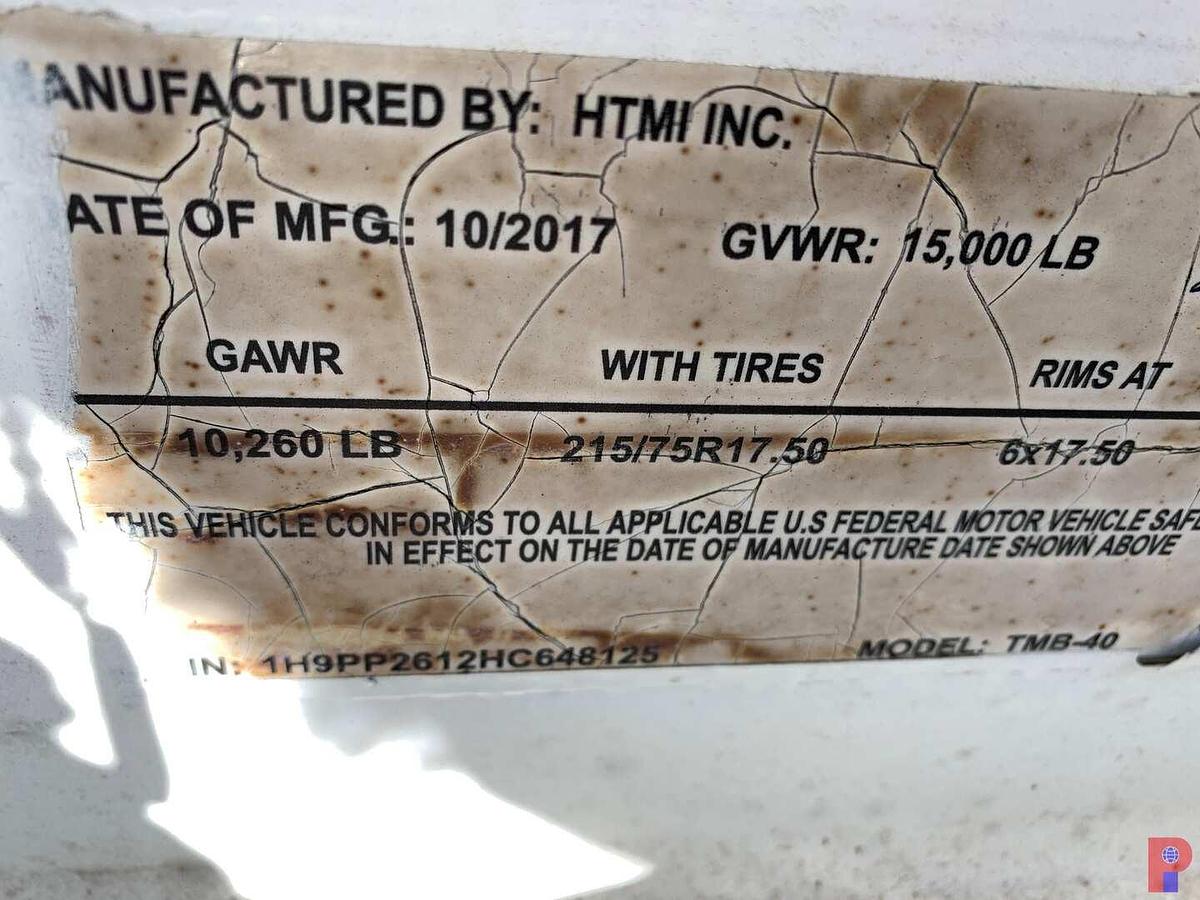 MANUFACTURED BY: HTMI INC.
ATE OF MFG.: 10/2017 GVWR: 15,000 LB
GAWR WITH TIRES RIMS AT
10,260 LB 215/75R17.50 6x17.50
THIS VEHICLE CONFORMS TO ALL APPLICABLE U.S FEDERAL MOTOR VEHICLE SAFE
IN EFFECT ON THE DATE OF MANUFACTURE DATE SHOWN ABOVE
IN: 1H9PP2612HC648125 MODEL: TMB-40